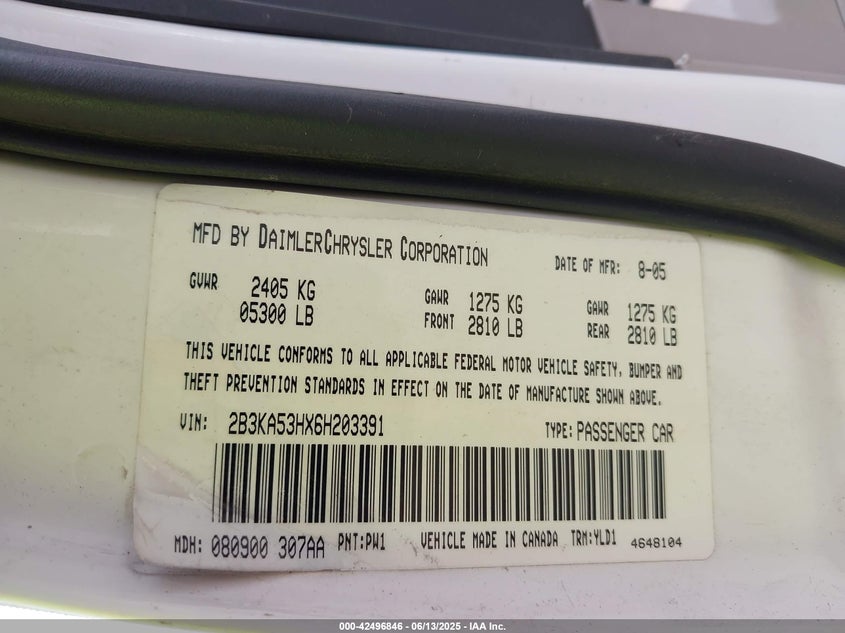 MFD BY DAIMLERCHRYSLER CORPORATION DATE OF MFR: 8-05
GVWR 2405 KG GAWR 1275 KG GAWR 1275 KG
05300 LB FRONT 2810 LB REAR 2810 LB
THIS VEHICLE CONFORMS TO ALL APPLICABLE FEDERAL MOTOR VEHICLE SAFETY, BUMPER AND
THEFT PREVENTION STANDARDS IN EFFECT ON THE DATE OF MANUFACTURE SHOWN ABOVE.
VIN: 2B3KA53HX6H203391 TYPE: PASSENGER CAR
MDH: 080900 307AA PNT:PW1 VEHICLE MADE IN CANADA TRM:YLD1 4648104
000-42496846 - 06/13/2025 - IAA Inc.